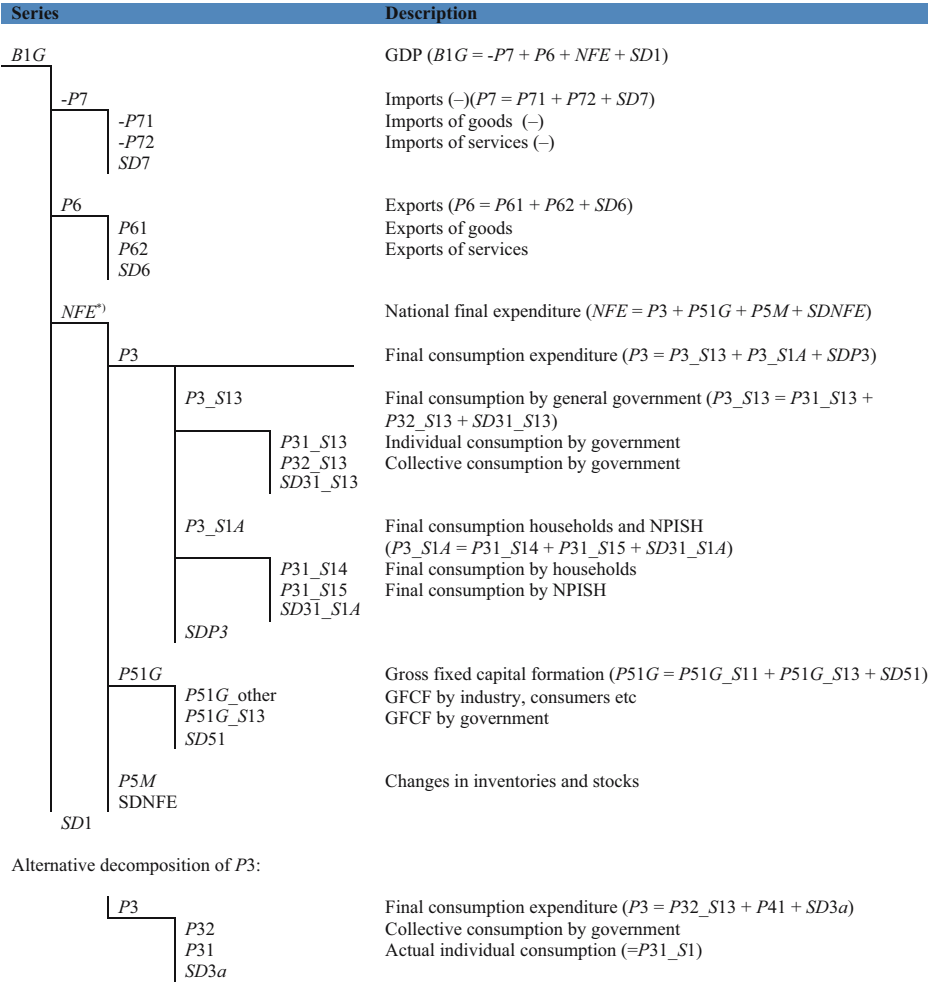 Series Description
B1G GDP (B1G = -P7 + P6 + NFE + SD1)
-P7 Imports (–)(P7 = P71 + P72 + SD7)
-P71 Imports of goods (–)
-P72 Imports of services (–)
SD7
P6 Exports (P6 = P61 + P62 + SD6)
P61 Exports of goods
P62 Exports of services
SD6
NFE*) National final expenditure (NFE = P3 + P51G + P5M + SDNFE)
P3 Final consumption expenditure (P3 = P3_S13 + P3_S1A + SDP3)
P3_S13 Final consumption by general government (P3_S13 = P31_S13 +
P32_S13 + SD31_S13)
P31_S13 Individual consumption by government
P32_S13 Collective consumption by government
SD31_S13
P3_S1A Final consumption households and NPISH
(P3_S1A = P31_S14 + P31_S15 + SD31_S1A)
P31_S14 Final consumption by households
P31_S15 Final consumption by NPISH
SD31_S1A
SDP3
P51G Gross fixed capital formation (P51G = P51G_S11 + P51G_S13 + SD51)
P51G_other GFCF by industry, consumers etc
P51G_S13 GFCF by government
SD51
P5M Changes in inventories and stocks
SDNFE
SD1
Alternative decomposition of P3:
P3 Final consumption expenditure (P3 = P32_S13 + P41 + SD3a)
P32 Collective consumption by government
P31 Actual individual consumption (=P31_S1)
SD3a